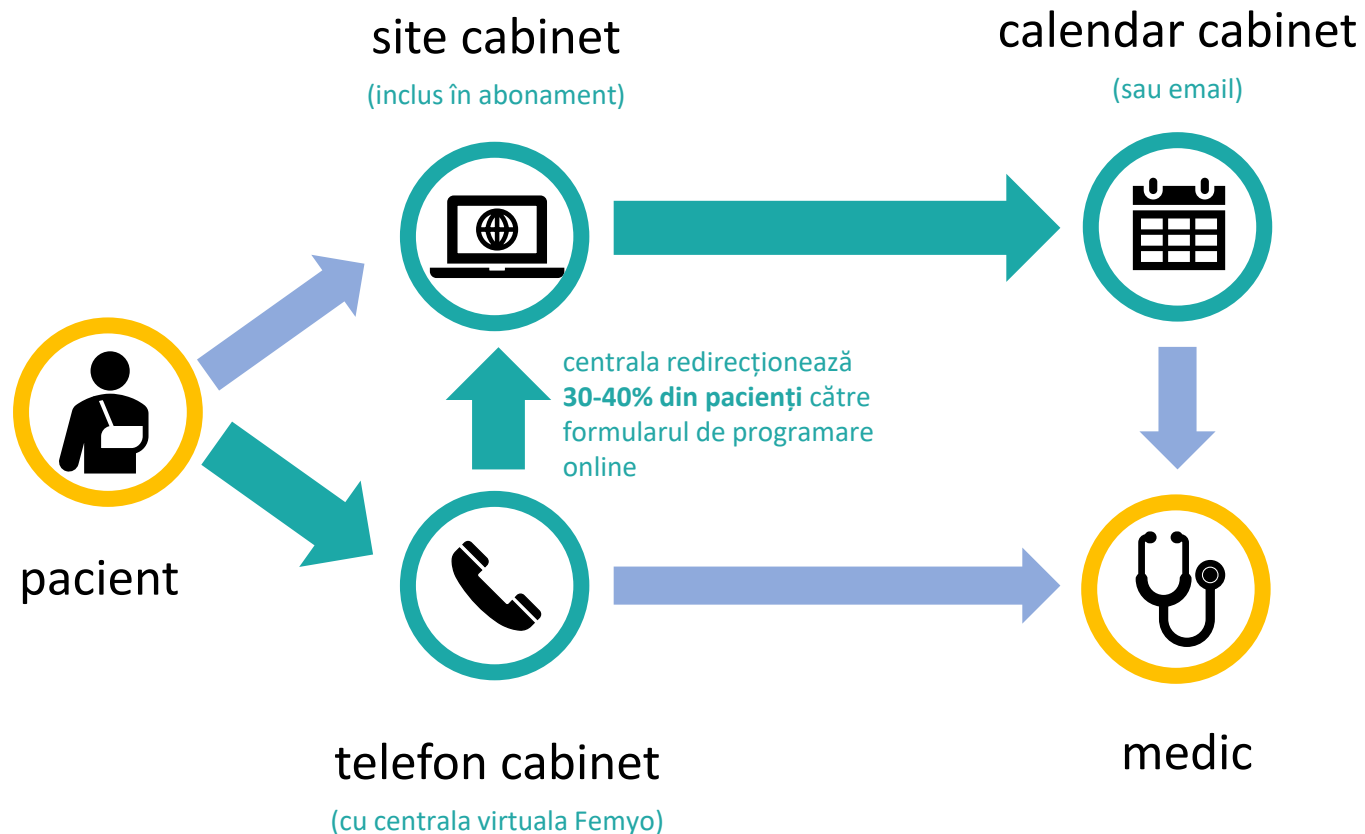 site cabinet
(inclus în abonament)
calendar cabinet
(sau email)
centrala redirecționează
30-40% din pacienți către
formularul de programare
online
pacient
telefon cabinet
(cu centrala virtuala Femyo)
medic